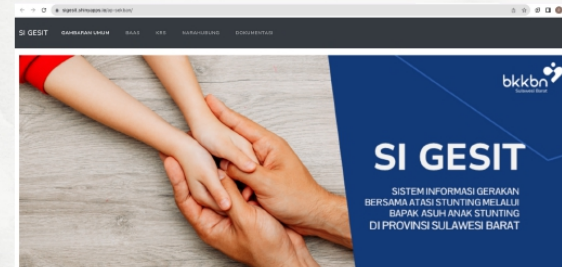 SI GESIT GAMBARAN UMUM BAAS KRS NARAHUBUNG DOKUMENTASI
bkkbn
Sulawesi Barat
SI GESIT
SISTEM INFORMASI GERAKAN
BERSAMA ATASI STUNTING MELALUI
BAPAK ASUH ANAK STUNTING
DI PROVINSI SULAWESI BARAT